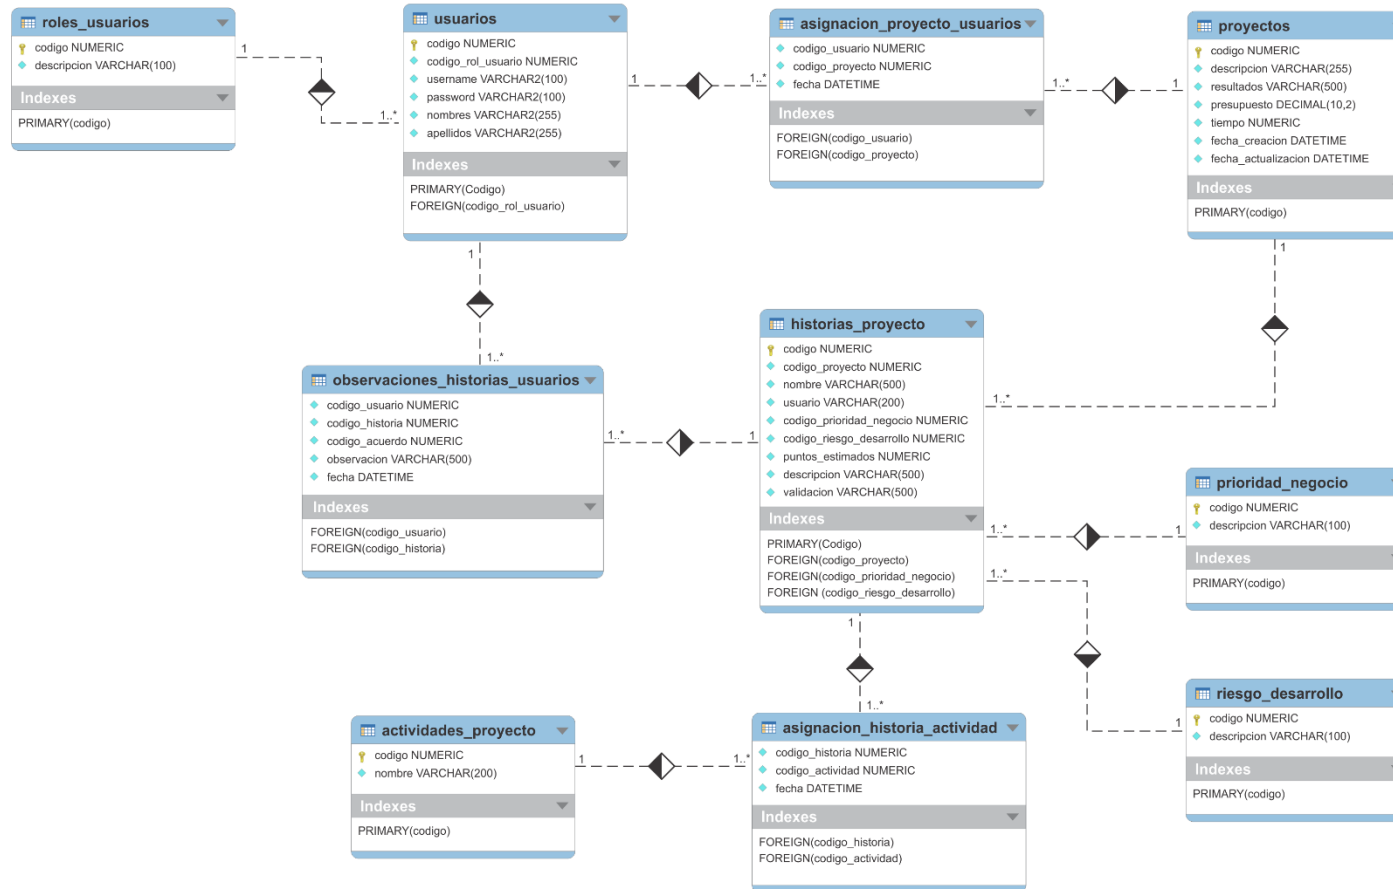 roles_usuarios
codigo NUMERIC
descripcion VARCHAR(100)
Indexes
PRIMARY(codigo)
1
1..*
usuarios
codigo NUMERIC
codigo_rol_usuario NUMERIC
username VARCHAR2(100)
password VARCHAR2(100)
nombres VARCHAR2(255)
apellidos VARCHAR2(255)
Indexes
PRIMARY(Codigo)
FOREIGN(codigo_rol_usuario)
1
1..*
asignacion_proyecto_usuarios
codigo_usuario NUMERIC
codigo_proyecto NUMERIC
fecha DATETIME
Indexes
FOREIGN(codigo_usuario)
FOREIGN(codigo_proyecto)
1..*
1
proyectos
codigo NUMERIC
descripcion VARCHAR(255)
resultados VARCHAR(500)
presupuesto DECIMAL(10,2)
tiempo NUMERIC
fecha_creacion DATETIME
fecha_actualizacion DATETIME
Indexes
PRIMARY(codigo)
1
1..*
1
1..*
observaciones_historias_usuarios
codigo_usuario NUMERIC
codigo_historia NUMERIC
codigo_acuerdo NUMERIC
observacion VARCHAR(500)
fecha DATETIME
Indexes
FOREIGN(codigo_usuario)
FOREIGN(codigo_historia)
1..*
1
historias_proyecto
codigo NUMERIC
codigo_proyecto NUMERIC
nombre VARCHAR(500)
usuario VARCHAR(200)
codigo_prioridad_negocio NUMERIC
codigo_riesgo_desarrollo NUMERIC
puntos_estimados NUMERIC
descripcion VARCHAR(500)
validacion VARCHAR(500)
Indexes
PRIMARY(Codigo)
FOREIGN(codigo_proyecto)
FOREIGN(codigo_prioridad_negocio)
FOREIGN (codigo_riesgo_desarrollo)
1..*
1
prioridad_negocio
codigo NUMERIC
descripcion VARCHAR(100)
Indexes
PRIMARY(codigo)
1..*
1
riesgo_desarrollo
codigo NUMERIC
descripcion VARCHAR(100)
Indexes
PRIMARY(codigo)
1
1..*
actividades_proyecto
codigo NUMERIC
nombre VARCHAR(200)
Indexes
PRIMARY(codigo)
1
1..*
asignacion_historia_actividad
codigo_historia NUMERIC
codigo_actividad NUMERIC
fecha DATETIME
Indexes
FOREIGN(codigo_historia)
FOREIGN(codigo_actividad)